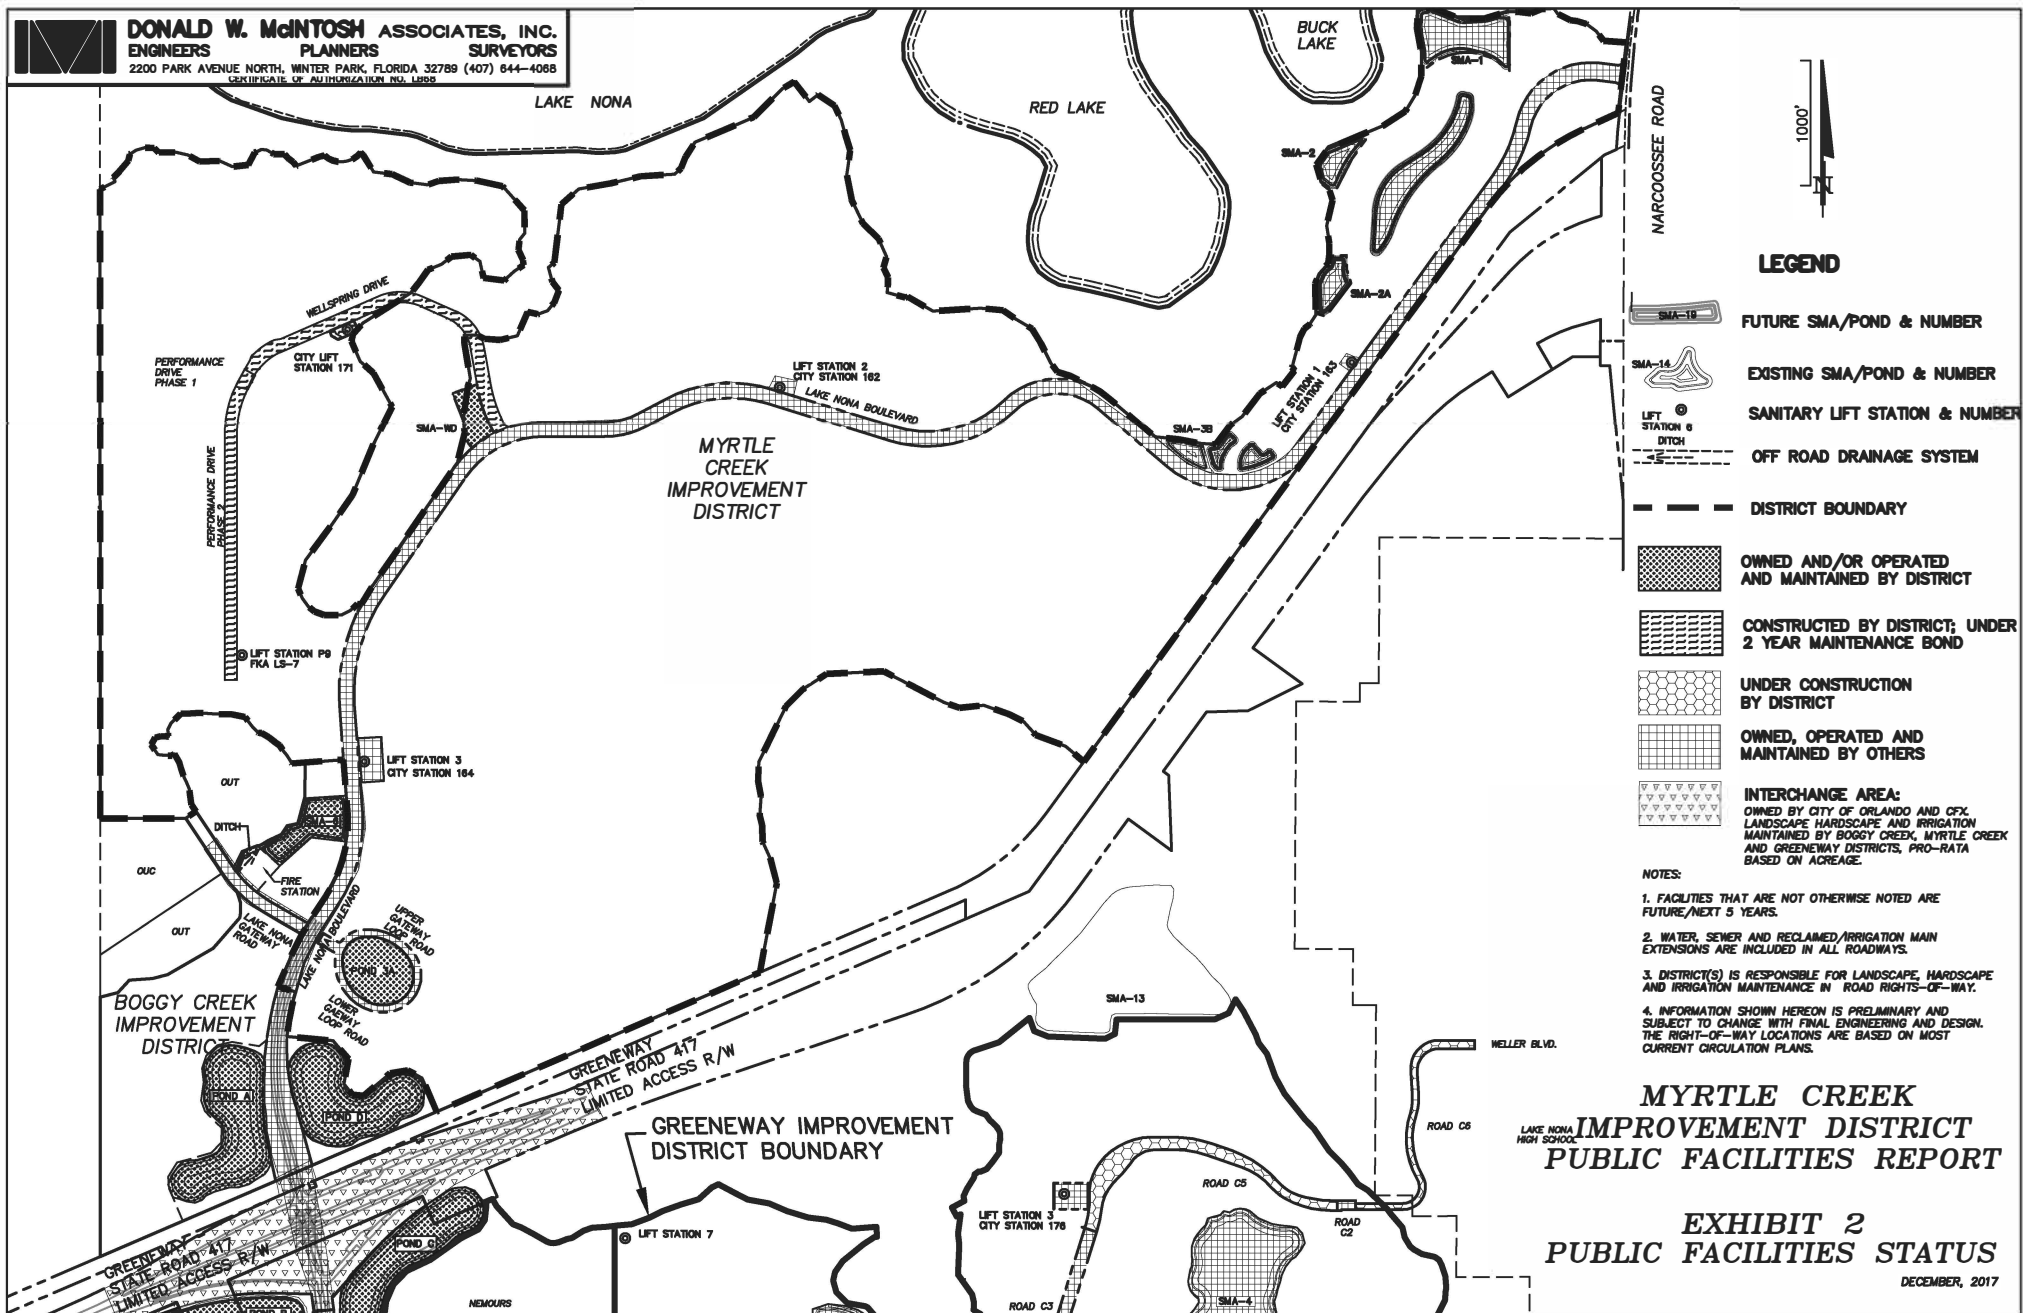 DONALD W. McINTOSH ASSOCIATES, INC.
ENGINEERS PLANNERS SURVEYORS
2200 PARK AVENUE NORTH, WINTER PARK, FLORIDA 32789 (407) 644-4068
CERTIFICATE OF AUTHORIZATION NO. LB68
LAKE NONA
RED LAKE
BUCK
LAKE
SMA-1
SMA-2
SMA-2A
NARCOOSSEE ROAD
1000'
N
WELLSPRING DRIVE
CITY LIFT
STATION 171
PERFORMANCE
DRIVE
PHASE 1
PERFORMANCE DRIVE
PHASE 2
SMA-WD
LIFT STATION 2
CITY STATION 162
LAKE NONA BOULEVARD
SMA-3B
LIFT STATION 1
CITY STATION 163
MYRTLE
CREEK
IMPROVEMENT
DISTRICT
LIFT STATION P9
FKA LS-7
LIFT STATION 3
CITY STATION 164
OUT
DITCH
FIRE
STATION
OUC
OUT
LAKE NONA
GATEWAY
ROAD
LAKE NONA BOULEVARD
UPPER
GATEWAY
LOOP ROAD
POND 3A
LOWER
GAEWAY
LOOP ROAD
BOGGY CREEK
IMPROVEMENT
DISTRICT
POND A
POND D
POND C
GREENEWAY
STATE ROAD 417
LIMITED ACCESS R/W
GREENEWAY
STATE ROAD 417
LIMITED ACCESS R/W
GREENEWAY IMPROVEMENT
DISTRICT BOUNDARY
LIFT STATION 7
NEMOURS
SMA-13
LIFT STATION 3
CITY STATION 176
ROAD C3
ROAD C5
ROAD
C2
ROAD C6
WELLER BLVD.
SMA-4
LAKE NONA
HIGH SCHOOL
LEGEND
SMA-19
FUTURE SMA/POND & NUMBER
SMA-14
EXISTING SMA/POND & NUMBER
LIFT
STATION 6
SANITARY LIFT STATION & NUMBER
DITCH
OFF ROAD DRAINAGE SYSTEM
DISTRICT BOUNDARY
OWNED AND/OR OPERATED
AND MAINTAINED BY DISTRICT
CONSTRUCTED BY DISTRICT; UNDER
2 YEAR MAINTENANCE BOND
UNDER CONSTRUCTION
BY DISTRICT
OWNED, OPERATED AND
MAINTAINED BY OTHERS
INTERCHANGE AREA:
OWNED BY CITY OF ORLANDO AND CFX.
LANDSCAPE HARDSCAPE AND IRRIGATION
MAINTAINED BY BOGGY CREEK, MYRTLE CREEK
AND GREENEWAY DISTRICTS, PRO-RATA
BASED ON ACREAGE.
NOTES:
1. FACILITIES THAT ARE NOT OTHERWISE NOTED ARE
FUTURE/NEXT 5 YEARS.
2. WATER, SEWER AND RECLAIMED/IRRIGATION MAIN
EXTENSIONS ARE INCLUDED IN ALL ROADWAYS.
3. DISTRICT(S) IS RESPONSIBLE FOR LANDSCAPE, HARDSCAPE
AND IRRIGATION MAINTENANCE IN ROAD RIGHTS-OF-WAY.
4. INFORMATION SHOWN HEREON IS PRELIMINARY AND
SUBJECT TO CHANGE WITH FINAL ENGINEERING AND DESIGN.
THE RIGHT-OF-WAY LOCATIONS ARE BASED ON MOST
CURRENT CIRCULATION PLANS.
MYRTLE CREEK
IMPROVEMENT DISTRICT
PUBLIC FACILITIES REPORT
EXHIBIT 2
PUBLIC FACILITIES STATUS
DECEMBER, 2017